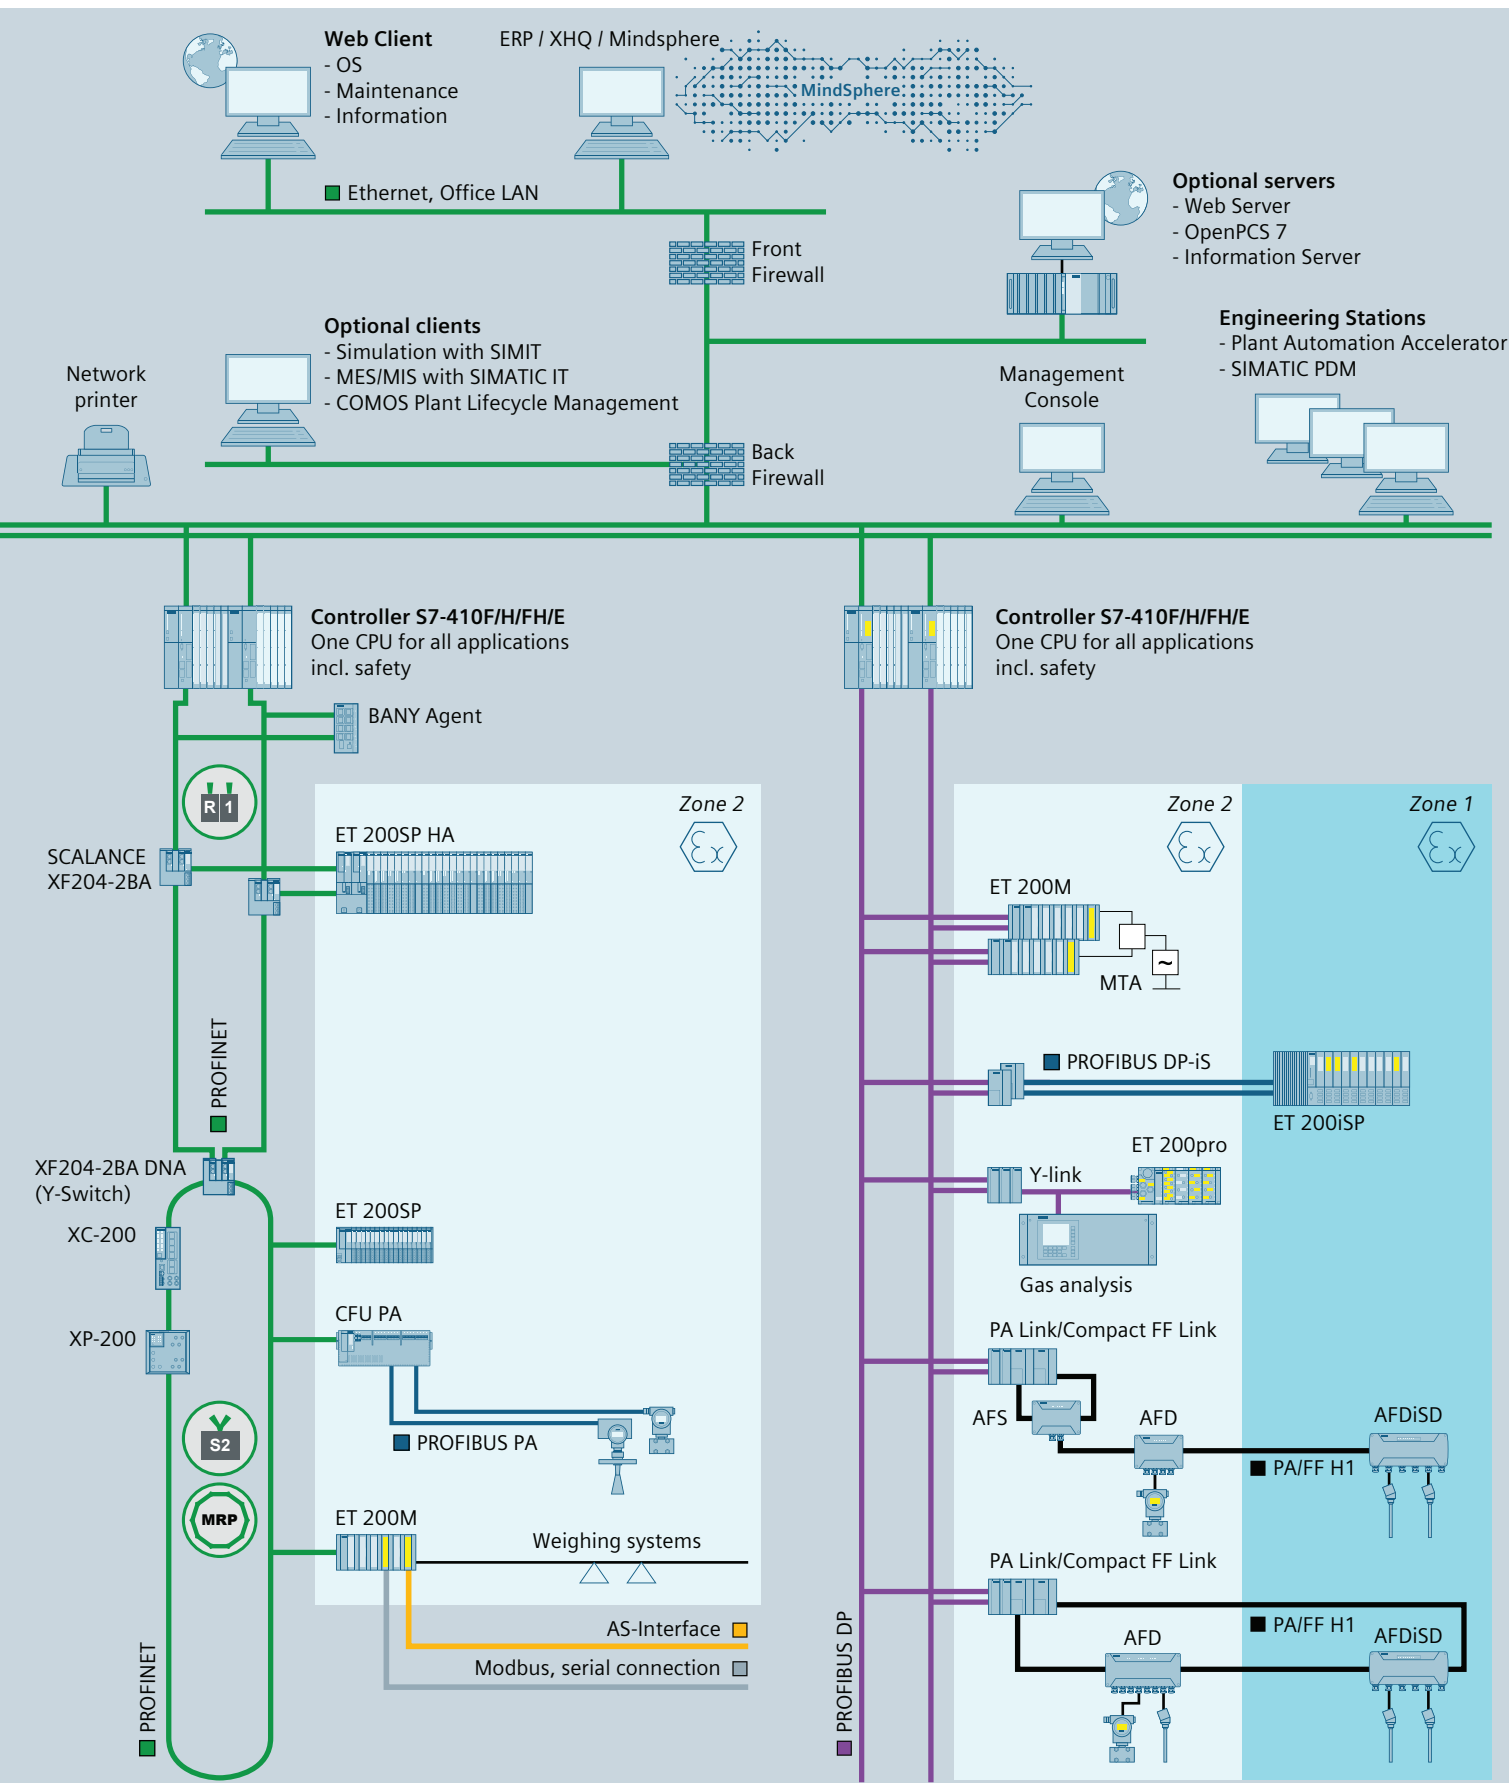 Web Client
- OS
- Maintenance
- Information
ERP / XHQ / Mindsphere
MindSphere
Ethernet, Office LAN
Front
Firewall
Optional servers
- Web Server
- OpenPCS 7
- Information Server
Optional clients
- Simulation with SIMIT
- MES/MIS with SIMATIC IT
- COMOS Plant Lifecycle Management
Engineering Stations
- Plant Automation Accelerator
- SIMATIC PDM
Network
printer
Management
Console
Back
Firewall
Controller S7-410F/H/FH/E
One CPU for all applications
incl. safety
Controller S7-410F/H/FH/E
One CPU for all applications
incl. safety
BANY Agent
R 1
Zone 2
Ex
ET 200SP HA
SCALANCE
XF204-2BA
PROFINET
XF204-2BA DNA
(Y-Switch)
XC-200
ET 200SP
XP-200
CFU PA
PROFIBUS PA
S2
MRP
ET 200M
Weighing systems
AS-Interface
Modbus, serial connection
PROFINET
Zone 2
Ex
Zone 1
Ex
ET 200M
~
MTA
PROFIBUS DP-iS
ET 200iSP
ET 200pro
Y-link
Gas analysis
PA Link/Compact FF Link
AFS
AFD
AFDiSD
PA/FF H1
PA Link/Compact FF Link
PA/FF H1
AFD
AFDiSD
PROFIBUS DP